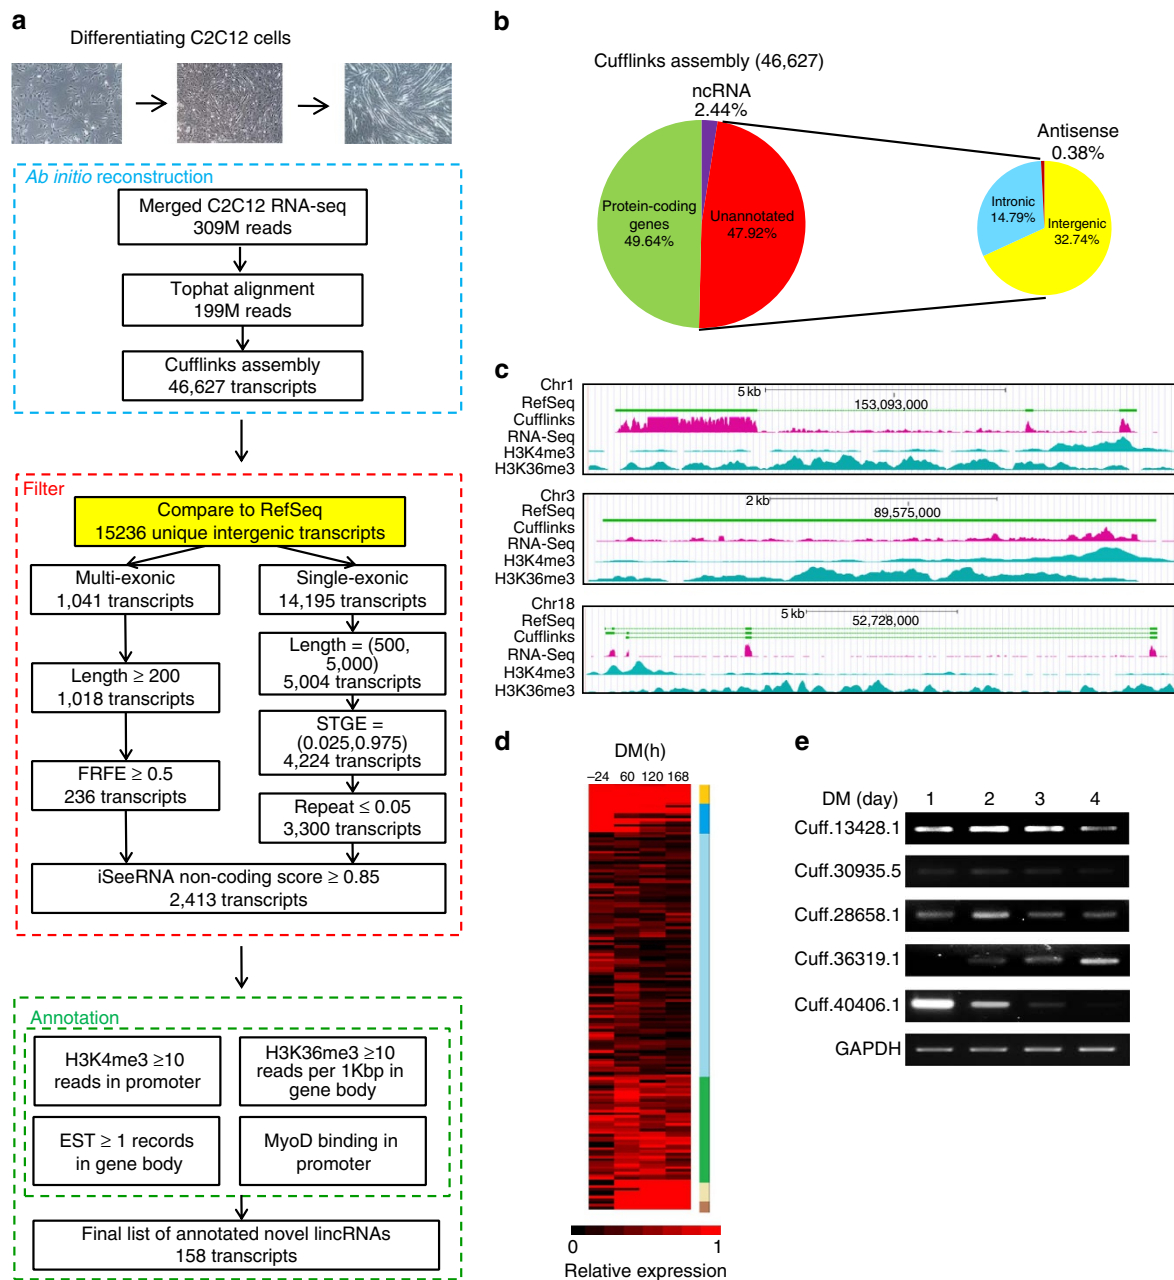 a
Differentiating C2C12 cells
Ab initio reconstruction
Merged C2C12 RNA-seq
309M reads
Tophat alignment
199M reads
Cufflinks assembly
46,627 transcripts
Filter
Compare to RefSeq
15236 unique intergenic transcripts
Multi-exonic
1,041 transcripts
Single-exonic
14,195 transcripts
Length ≥ 200
1,018 transcripts
Length = (500,
5,000)
5,004 transcripts
STGE =
(0.025,0.975)
4,224 transcripts
FRFE ≥ 0.5
236 transcripts
Repeat ≤ 0.05
3,300 transcripts
iSeeRNA non-coding score ≥ 0.85
2,413 transcripts
Annotation
H3K4me3 ≥10
reads in promoter
H3K36me3 ≥10
reads per 1Kbp in
gene body
EST ≥ 1 records
in gene body
MyoD binding in
promoter
Final list of annotated novel lincRNAs
158 transcripts
b
Cufflinks assembly (46,627)
ncRNA
2.44%
Protein-coding
genes
49.64%
Unannotated
47.92%
Antisense
0.38%
Intronic
14.79%
Intergenic
32.74%
c
Chr1
5 kb
RefSeq
153,093,000
Cufflinks
RNA-Seq
H3K4me3
H3K36me3
Chr3
2 kb
RefSeq
89,575,000
Cufflinks
RNA-Seq
H3K4me3
H3K36me3
Chr18
5 kb
RefSeq
52,728,000
Cufflinks
RNA-Seq
H3K4me3
H3K36me3
d
DM(h)
–24 60 120 168
0 1
Relative expression
e
DM (day) 1 2 3 4
Cuff.13428.1
Cuff.30935.5
Cuff.28658.1
Cuff.36319.1
Cuff.40406.1
GAPDH